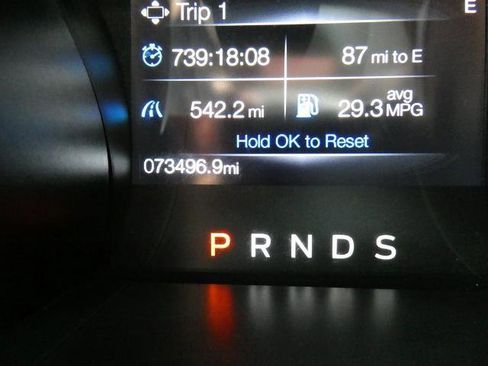 Trip 1
E
739:18:08
87 mi to E
542.2 mi
29.3 avg MPG
Hold OK to Reset
073496.9mi
P R N D S